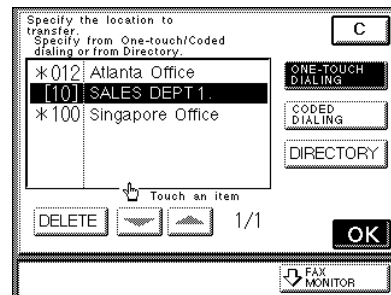 Specify the location to
transfer.
Specify from One-touch/Coded
dialing or from Directory.
C
*012 Atlanta Office
[10] SALES DEPT 1.
*100 Singapore Office
ONE-TOUCH
DIALING
CODED
DIALING
DIRECTORY
Touch an item
DELETE
1/1
OK
FAX
MONITOR